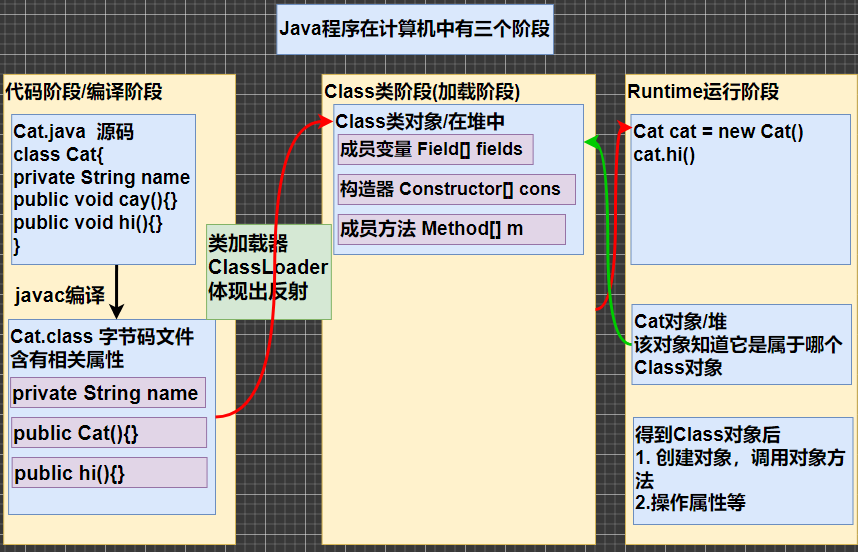 Java程序在计算机中有三个阶段
代码阶段/编译阶段
Cat.java 源码
class Cat{
private String name
public void cay(){}
public void hi(){}
}
javac编译
Cat.class 字节码文件
含有相关属性
private String name
public Cat(){}
public hi(){}
类加载器
ClassLoader
体现出反射
Class类阶段(加载阶段)
Class类对象/在堆中
成员变量 Field[] fields
构造器 Constructor[] cons
成员方法 Method[] m
Runtime运行阶段
Cat cat = new Cat()
cat.hi()
Cat对象/堆
该对象知道它是属于哪个
Class对象
得到Class对象后
1. 创建对象，调用对象方
法
2.操作属性等